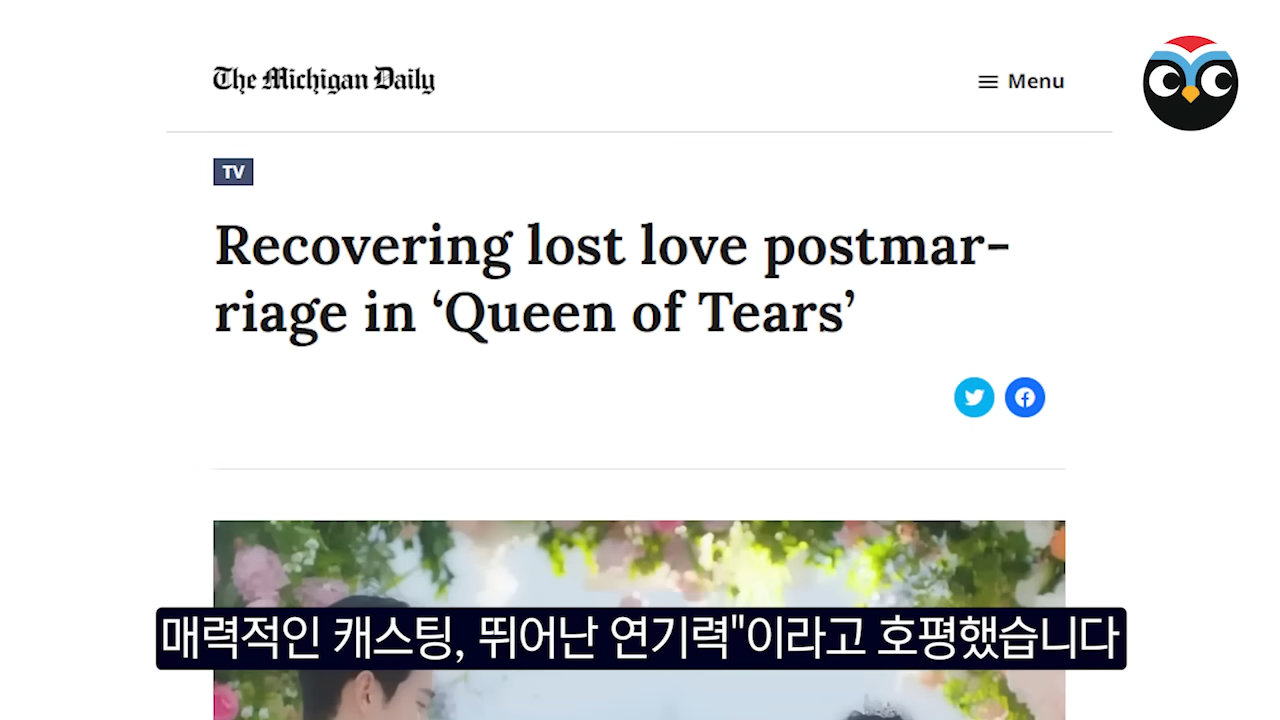 The Michigan Daily
Menu
TV
Recovering lost love postmar-
riage in ‘Queen of Tears’
매력적인 캐스팅, 뛰어난 연기력"이라고 호평했습니다